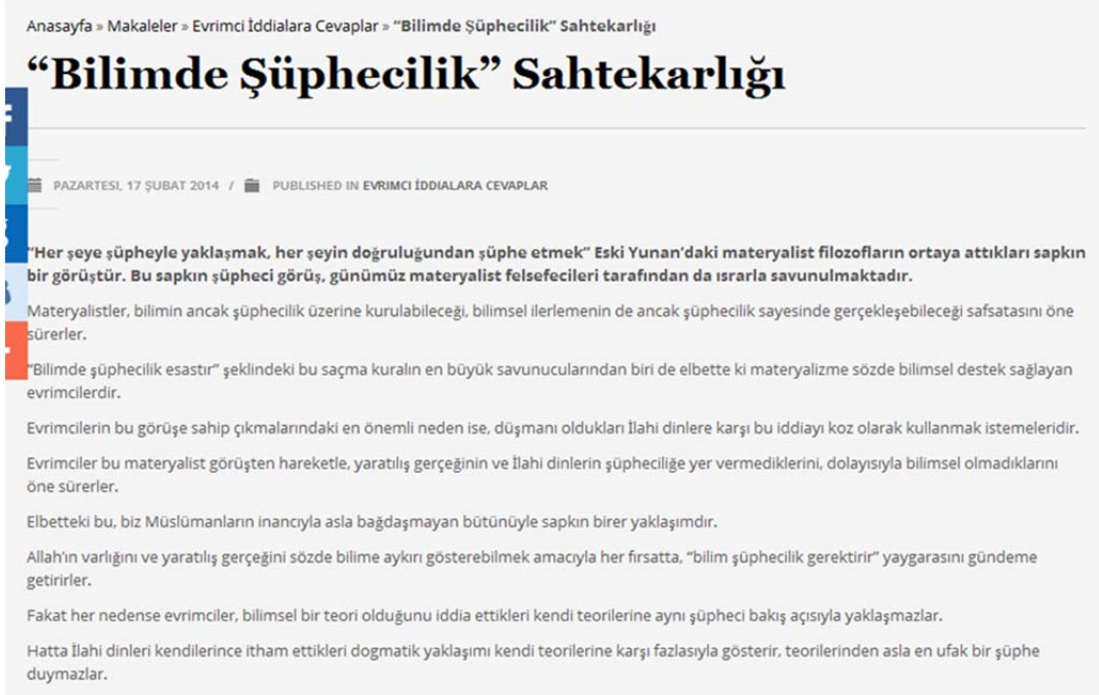 Anasayfa » Makaleler » Evrimci İddialara Cevaplar » “Bilimde Şüphecilik” Sahtekarlığı
“Bilimde Şüphecilik” Sahtekarlığı
PAZARTESI, 17 ŞUBAT 2014 / PUBLISHED IN EVRIMCI İDDIALARA CEVAPLAR
“Her şeye şüpheyle yaklaşmak, her şeyin doğruluğundan şüphe etmek” Eski Yunan’daki materyalist filozofların ortaya attıkları sapkın
bir görüştür. Bu sapkın şüpheci görüş, günümüz materyalist felsefecileri tarafından da ısrarla savunulmaktadır.
Materyalistler, bilimin ancak şüphecilik üzerine kurulabileceği, bilimsel ilerlemenin de ancak şüphecilik sayesinde gerçekleşebileceği safsatasını öne
sürerler.
“Bilimde şüphecilik esastır” şeklindeki bu saçma kuralın en büyük savunucularından biri de elbette ki materyalizme sözde bilimsel destek sağlayan
evrimcilerdir.
Evrimcilerin bu görüşe sahip çıkmalarındaki en önemli neden ise, düşmanı oldukları İlahi dinlere karşı bu iddiayı koz olarak kullanmak istemeleridir.
Evrimciler bu materyalist görüşten hareketle, yaratılış gerçeğinin ve İlahi dinlerin şüpheciliğe yer vermediklerini, dolayısıyla bilimsel olmadıklarını
öne sürerler.
Elbetteki bu, biz Müslümanların inancıyla asla bağdaşmayan bütünüyle sapkın birer yaklaşımdır.
Allah’ın varlığını ve yaratılış gerçeğini sözde bilime aykırı gösterebilmek amacıyla her fırsatta, “bilim şüphecilik gerektirir” yaygarasını gündeme
getirirler.
Fakat her nedense evrimciler, bilimsel bir teori olduğunu iddia ettikleri kendi teorilerine aynı şüpheci bakış açısıyla yaklaşmazlar.
Hatta İlahi dinleri kendilerince itham ettikleri dogmatik yaklaşımı kendi teorilerine karşı fazlasıyla gösterir, teorilerinden asla en ufak bir şüphe
duymazlar.